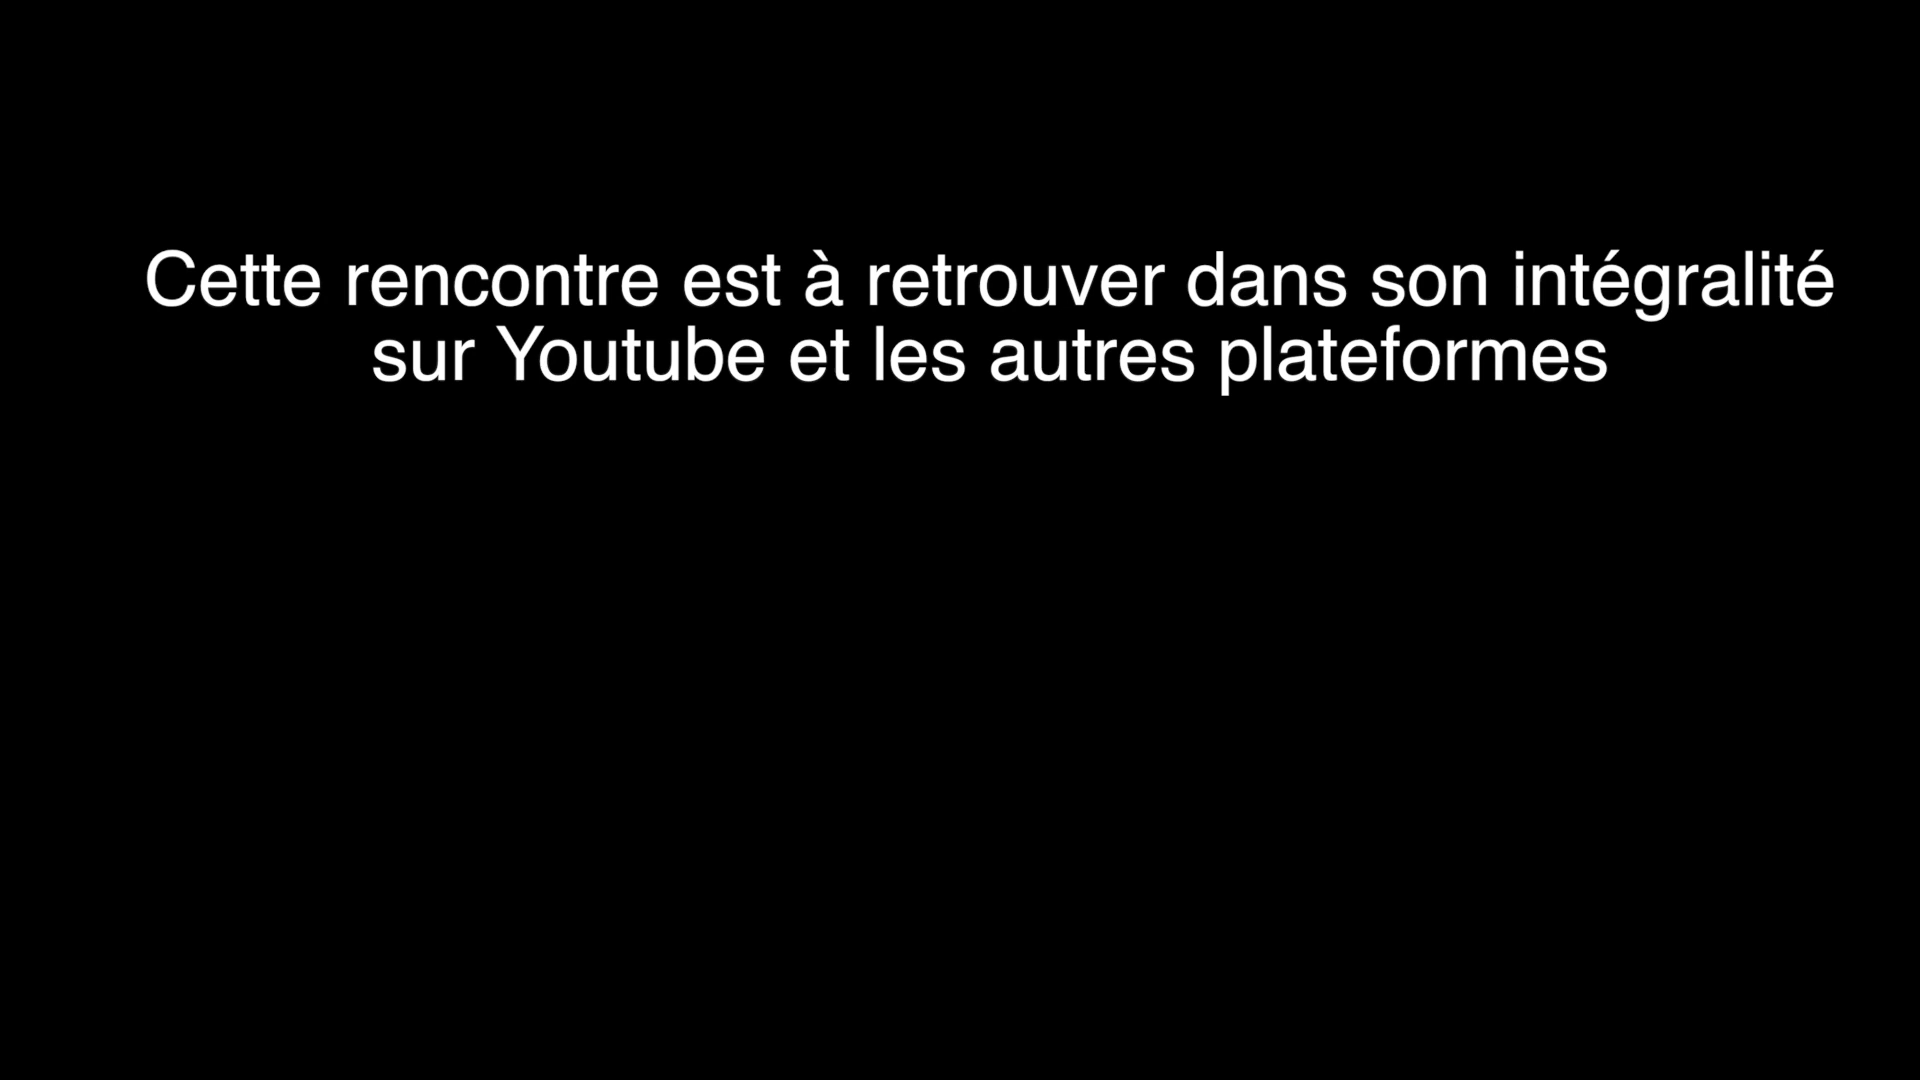 Cette rencontre est à retrouver dans son intégralité
sur Youtube et les autres plateformes